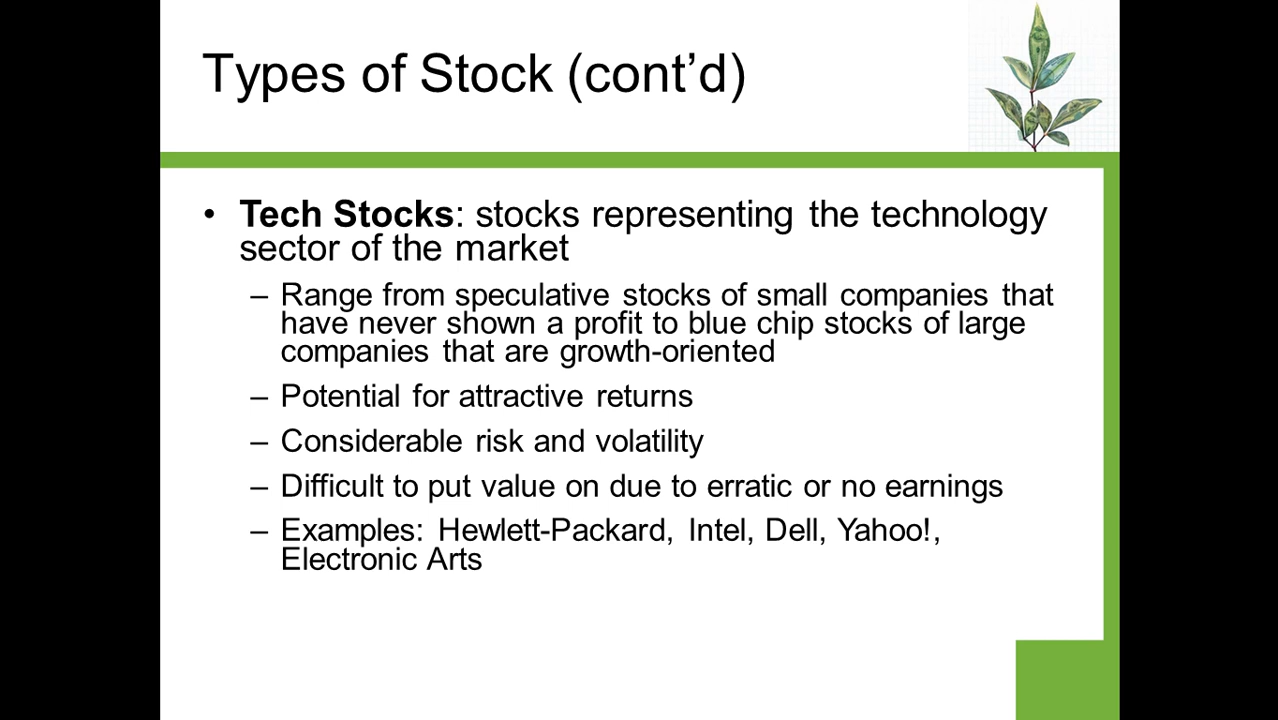 Types of Stock (cont’d)
• Tech Stocks: stocks representing the technology
sector of the market
– Range from speculative stocks of small companies that
have never shown a profit to blue chip stocks of large
companies that are growth-oriented
– Potential for attractive returns
– Considerable risk and volatility
– Difficult to put value on due to erratic or no earnings
– Examples: Hewlett-Packard, Intel, Dell, Yahoo!,
Electronic Arts